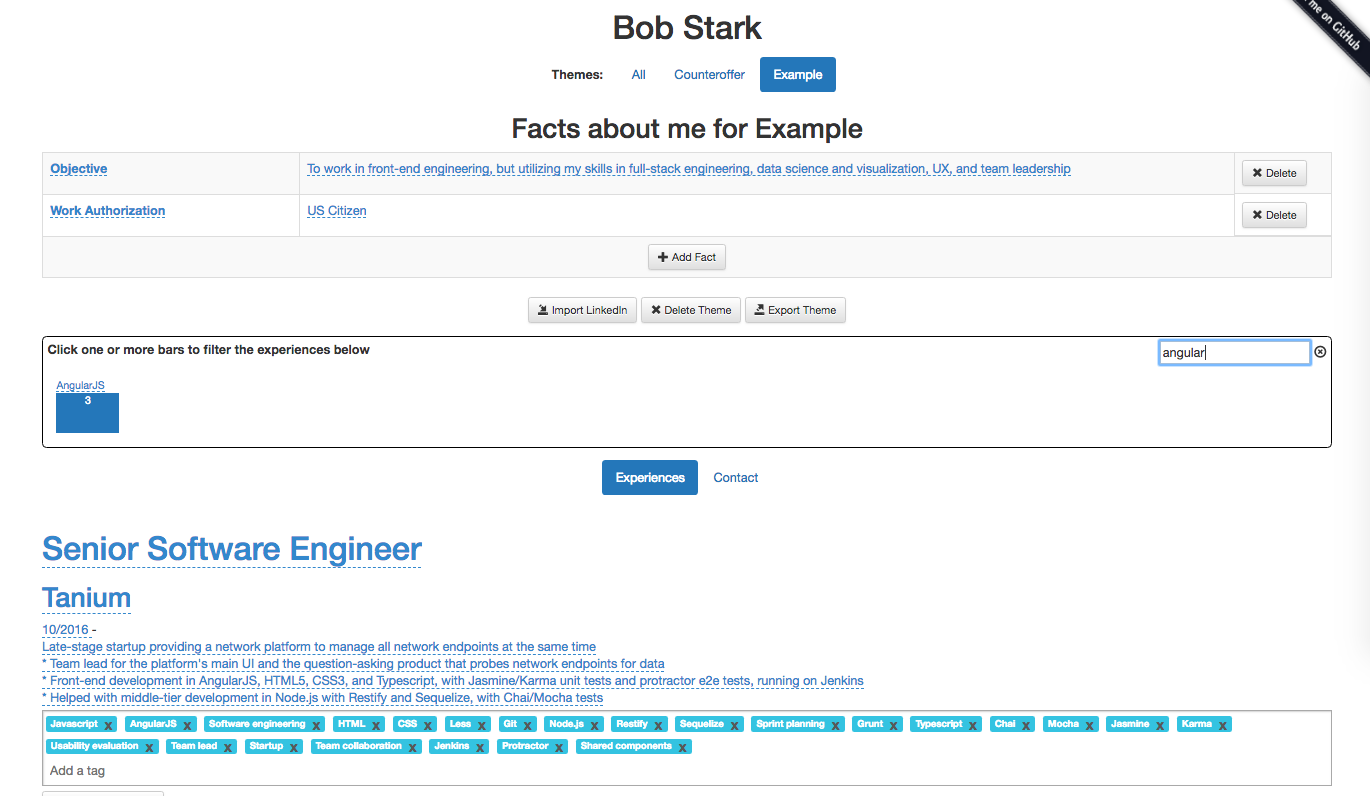 Bob Stark
me on GitHub
Themes: All Counteroffer Example
Facts about me for Example
Objective To work in front-end engineering, but utilizing my skills in full-stack engineering, data science and visualization, UX, and team leadership Delete
Work Authorization US Citizen Delete
Add Fact
Import LinkedIn Delete Theme Export Theme
Click one or more bars to filter the experiences below angular
AngularJS
3
Experiences Contact
Senior Software Engineer
Tanium
10/2016 -
Late-stage startup providing a network platform to manage all network endpoints at the same time
* Team lead for the platform's main UI and the question-asking product that probes network endpoints for data
* Front-end development in AngularJS, HTML5, CSS3, and Typescript, with Jasmine/Karma unit tests and protractor e2e tests, running on Jenkins
* Helped with middle-tier development in Node.js with Restify and Sequelize, with Chai/Mocha tests
Javascript x AngularJS x Software engineering x HTML x CSS x Less x Git x Node.js x Restify x Sequelize x Sprint planning x Grunt x Typescript x Chai x Mocha x Jasmine x Karma x
Usability evaluation x Team lead x Startup x Team collaboration x Jenkins x Protractor x Shared components x
Add a tag